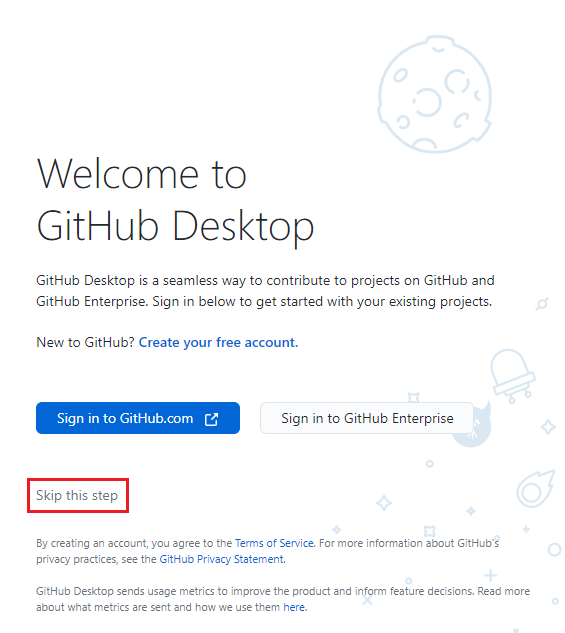 Welcome to
GitHub Desktop
GitHub Desktop is a seamless way to contribute to projects on GitHub and
GitHub Enterprise. Sign in below to get started with your existing projects.
New to GitHub? Create your free account.
Sign in to GitHub.com
Sign in to GitHub Enterprise
Skip this step
By creating an account, you agree to the Terms of Service. For more information about GitHub's
privacy practices, see the GitHub Privacy Statement.
GitHub Desktop sends usage metrics to improve the product and inform feature decisions. Read more
about what metrics are sent and how we use them here.